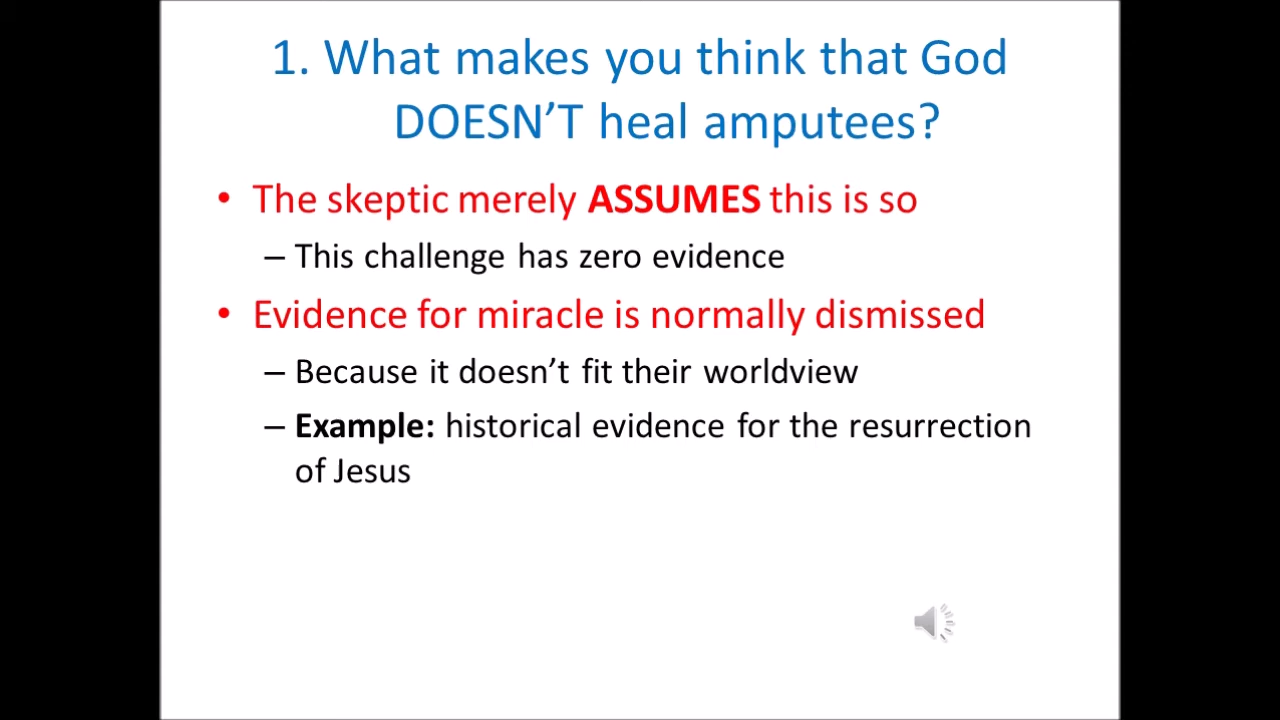 1. What makes you think that God
DOESN’T heal amputees?
• The skeptic merely ASSUMES this is so
– This challenge has zero evidence
• Evidence for miracle is normally dismissed
– Because it doesn’t fit their worldview
– Example: historical evidence for the resurrection
of Jesus